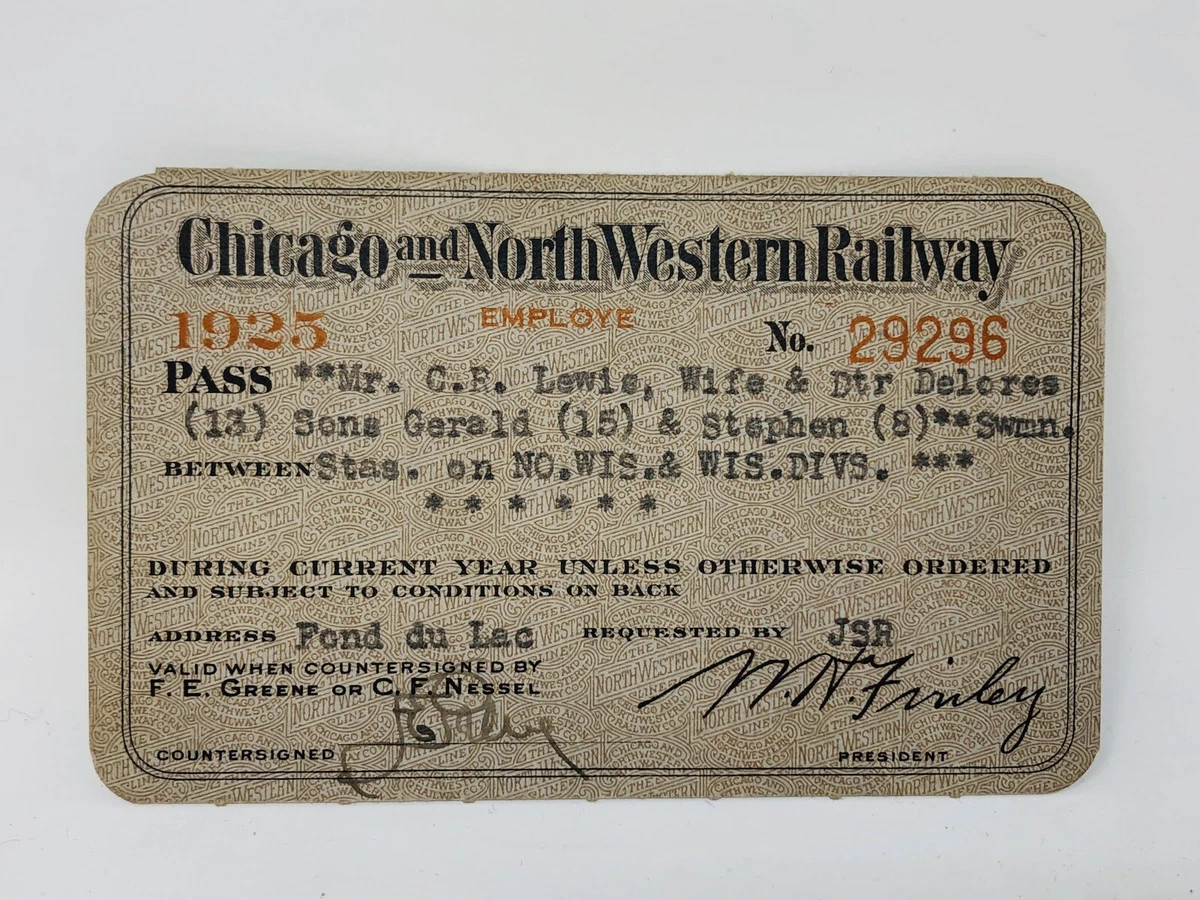 Chicago and North Western Railway
1925 EMPLOYE No. 29296
PASS **Mr. C.R. Lewis, Wife & Dtr Delores
(13) Sons Gerald (15) & Stephen (8)**Swmn.
BETWEEN Stas. on NO.WIS.& WIS.DIVS. ***
* * * * * *
DURING CURRENT YEAR UNLESS OTHERWISE ORDERED
AND SUBJECT TO CONDITIONS ON BACK
ADDRESS Fond du Lac REQUESTED BY JSR
VALID WHEN COUNTERSIGNED BY
F. E. GREENE OR C. F. NESSEL
W. H. Finley
COUNTERSIGNED PRESIDENT